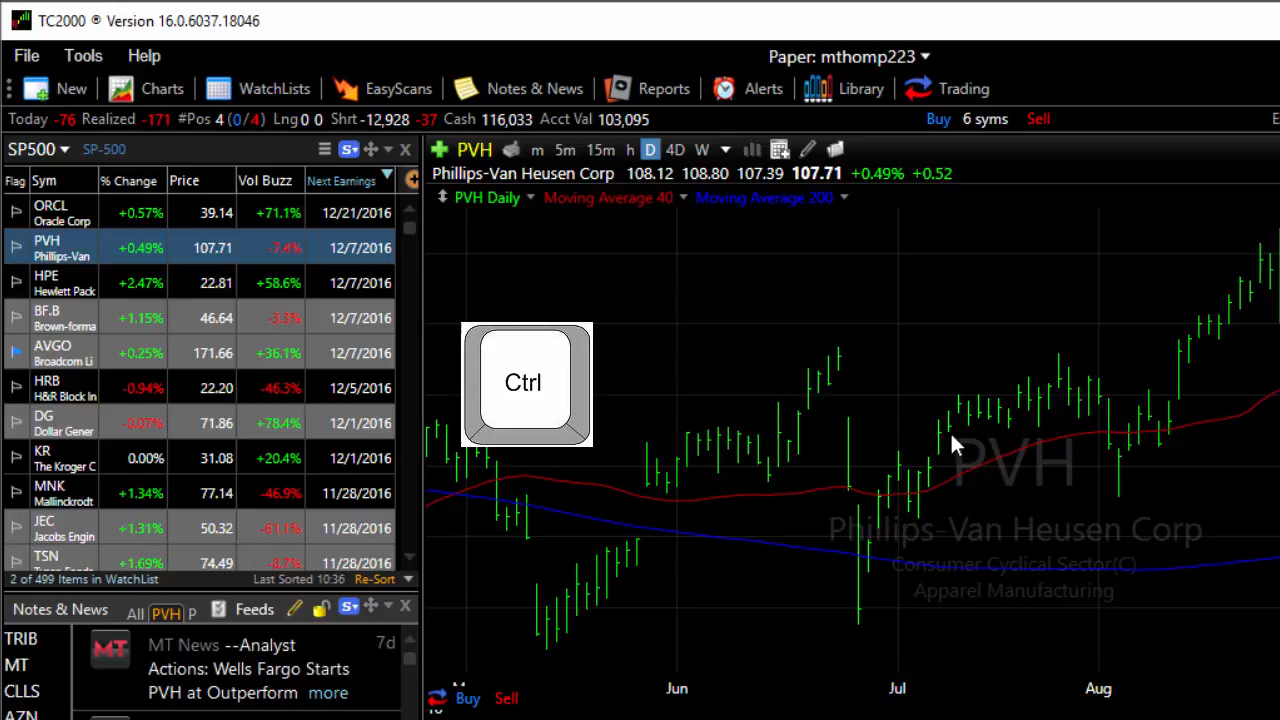 TC2000 ® Version 16.0.6037.18046
File Tools Help
Paper: mthomp223
New Charts WatchLists EasyScans Notes & News Reports Alerts Library Trading
Today -76 Realized -171 #Pos 4 (0/4) Lng 0 0 Shrt -12,928 -37 Cash 116,033 Acct Val 103,095
Buy 6 syms Sell
SP500 SP-500
PVH m 5m 15m h D 4D W
Phillips-Van Heusen Corp 108.12 108.80 107.39 107.71 +0.49% +0.52
PVH Daily Moving Average 40 Moving Average 200
Flag Sym % Change Price Vol Buzz Next Earnings
ORCL +0.57% 39.14 +71.1% 12/21/2016
Oracle Corp
PVH +0.49% 107.71 -7.4% 12/7/2016
Phillips-Van
HPE +2.47% 22.81 +58.6% 12/7/2016
Hewlett Pack
BF.B +1.15% 46.64 -3.3% 12/7/2016
Brown-forma
AVGO +0.25% 171.66 +36.1% 12/7/2016
Broadcom Li
HRB -0.94% 22.20 -46.3% 12/5/2016
H&R Block In
DG -0.07% 71.86 +78.4% 12/1/2016
Dollar Gener
KR 0.00% 31.08 +20.4% 12/1/2016
The Kroger C
MNK +1.34% 77.14 -46.9% 11/28/2016
Mallinckrodt
JEC +1.31% 50.32 -61.1% 11/28/2016
Jacobs Engin
TSN +1.69% 74.49 -8.7% 11/28/2016
2 of 499 Items in WatchList Last Sorted 10:36 Re-Sort
Ctrl
PVH
Phillips-Van Heusen Corp
Consumer Cyclical Sector(C)
Apparel Manufacturing
Notes & News All PVH P Feeds
TRIB
MT
CLLS
AZN
MT
MT News --Analyst 7d
Actions: Wells Fargo Starts
PVH at Outperform more
Jun Jul Aug
Buy Sell